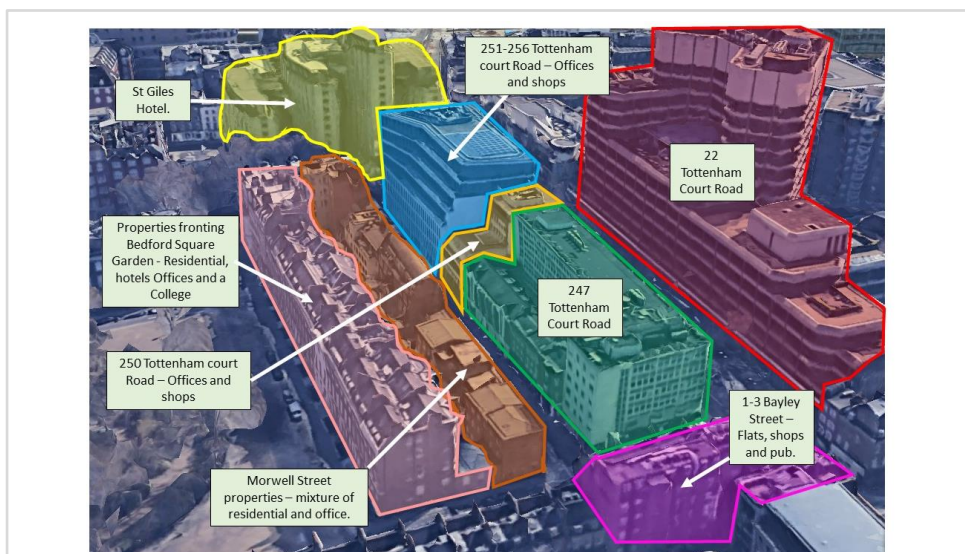 251-256 Tottenham
court Road – Offices
and shops
St Giles
Hotel.
22
Tottenham
Court Road
Properties fronting
Bedford Square
Garden - Residential,
hotels Offices and a
College
247
Tottenham
Court Road
250 Tottenham court
Road – Offices and
shops
1-3 Bayley
Street –
Flats, shops
and pub.
Morwell Street
properties – mixture of
residential and office.